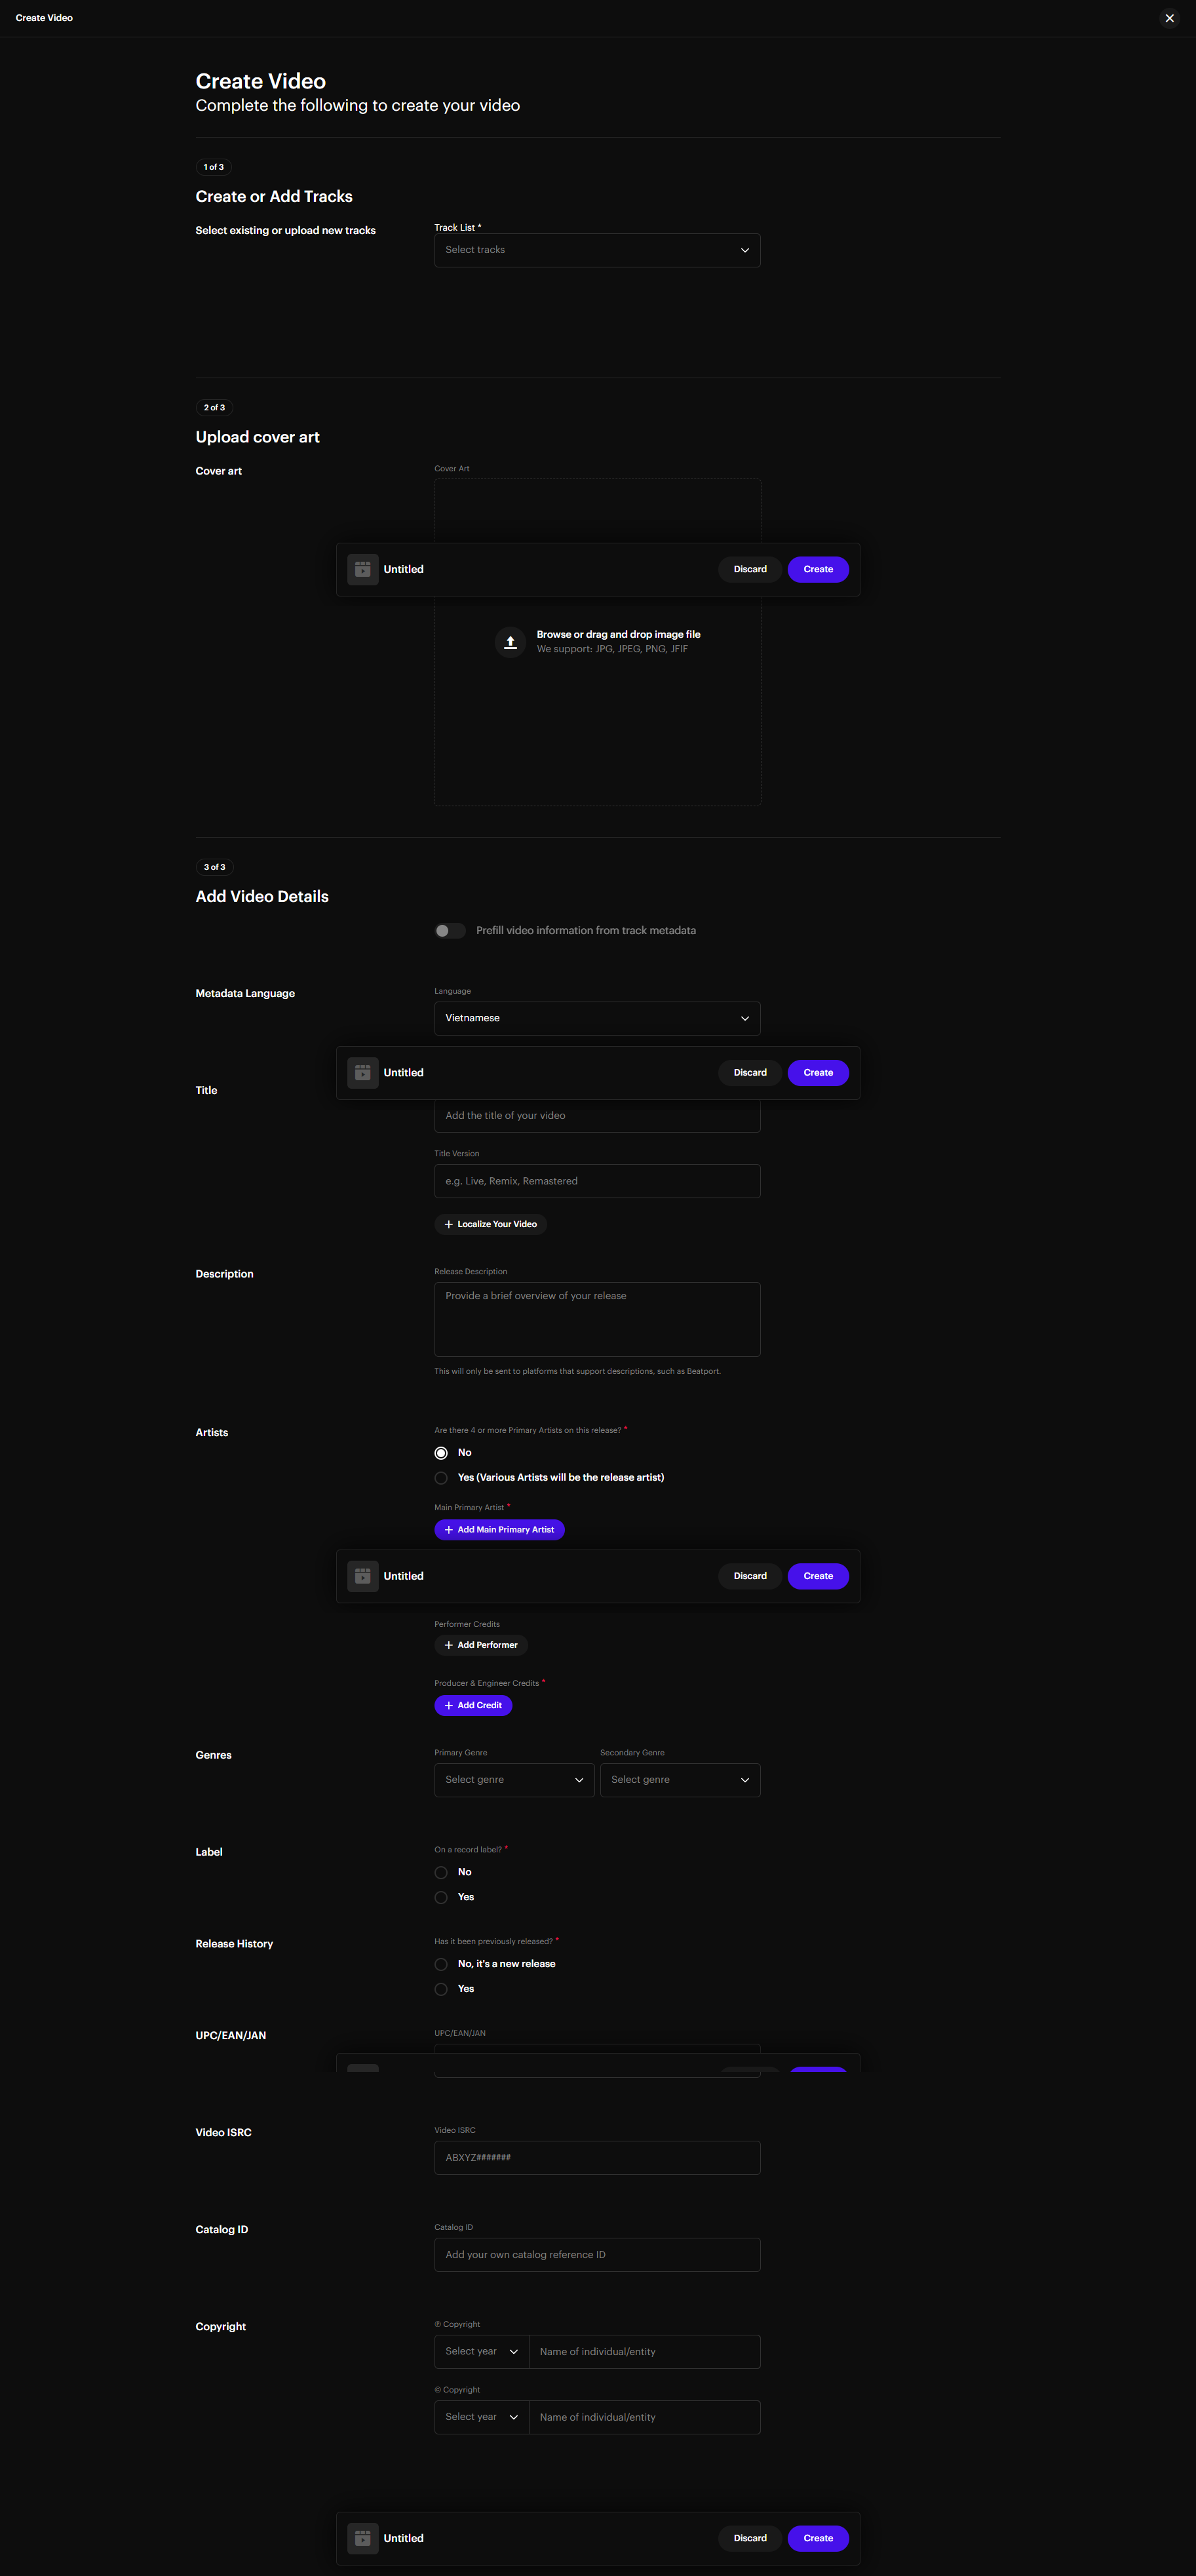 Create Video
Create Video
Complete the following to create your video
1 of 3
Create or Add Tracks
Select existing or upload new tracks
Track List *
Select tracks
2 of 3
Upload cover art
Cover art
Cover Art
Untitled
Discard
Create
Browse or drag and drop image file
We support: JPG, JPEG, PNG, JFIF
3 of 3
Add Video Details
Prefill video information from track metadata
Metadata Language
Language
Vietnamese
Untitled
Discard
Create
Title
Add the title of your video
Title Version
e.g. Live, Remix, Remastered
+ Localize Your Video
Description
Release Description
Provide a brief overview of your release
This will only be sent to platforms that support descriptions, such as Beatport.
Artists
Are there 4 or more Primary Artists on this release? *
No
Yes (Various Artists will be the release artist)
Main Primary Artist *
+ Add Main Primary Artist
Untitled
Discard
Create
Performer Credits
+ Add Performer
Producer & Engineer Credits *
+ Add Credit
Genres
Primary Genre
Secondary Genre
Select genre
Select genre
Label
On a record label? *
No
Yes
Release History
Has it been previously released? *
No, it's a new release
Yes
UPC/EAN/JAN
UPC/EAN/JAN
Video ISRC
Video ISRC
ABXYZ#######
Catalog ID
Catalog ID
Add your own catalog reference ID
Copyright
℗ Copyright
Select year
Name of individual/entity
© Copyright
Select year
Name of individual/entity
Untitled
Discard
Create